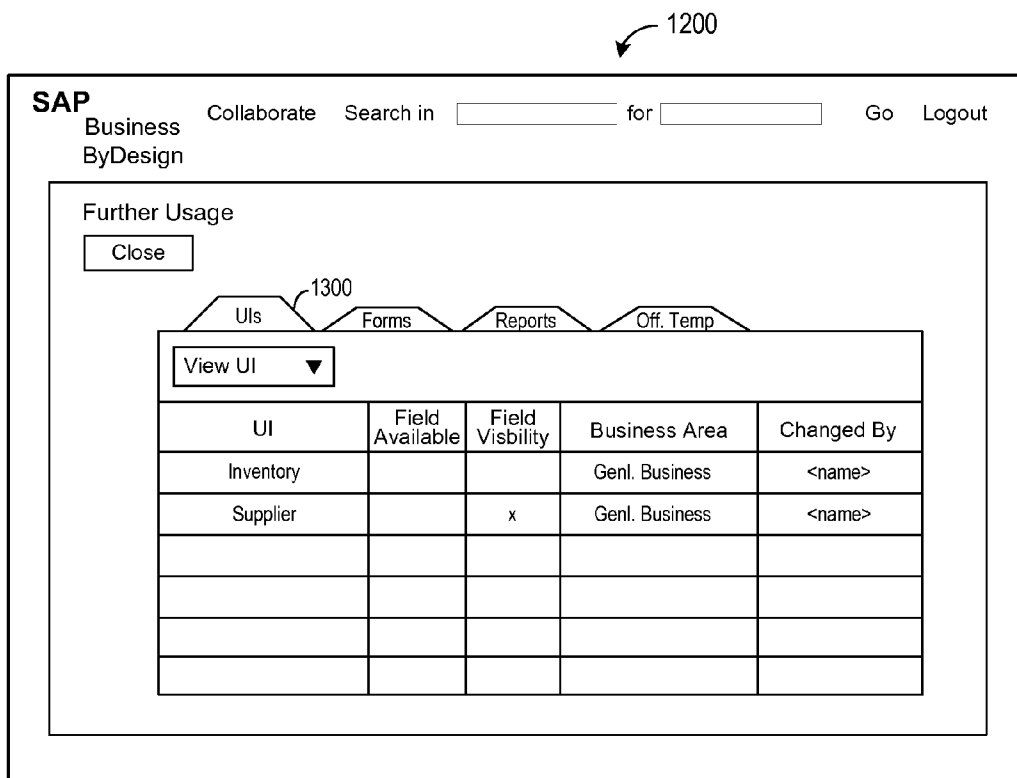 1200
SAP
Business
ByDesign
Collaborate Search in for Go Logout
Further Usage
Close
1300
UIs Forms Reports Off. Temp
View UI
UI Field Available Field Visbility Business Area Changed By
Inventory Genl. Business <name>
Supplier x Genl. Business <name>